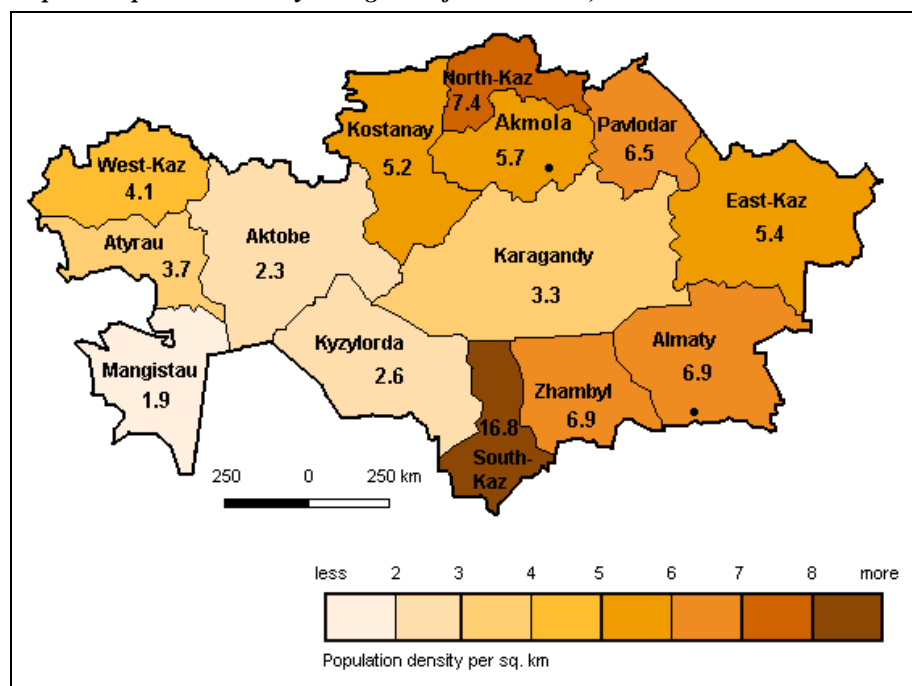 North-Kaz
7.4
Kostanay
5.2
Akmola
5.7
Pavlodar
6.5
West-Kaz
4.1
East-Kaz
5.4
Atyrau
3.7
Aktobe
2.3
Karagandy
3.3
Mangistau
1.9
Kyzylorda
2.6
Almaty
6.9
Zhambyl
6.9
16.8
South-
Kaz
250 0 250 km
less 2 3 4 5 6 7 8 more
Population density per sq. km